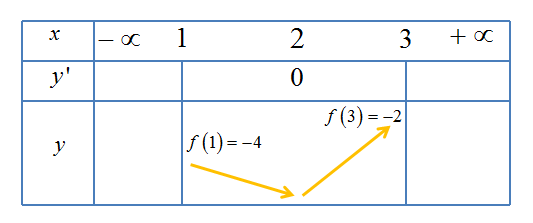 x − ∝ 1 2 3 + ∝
y' 0
f (3) = −2
y f (1) = −4